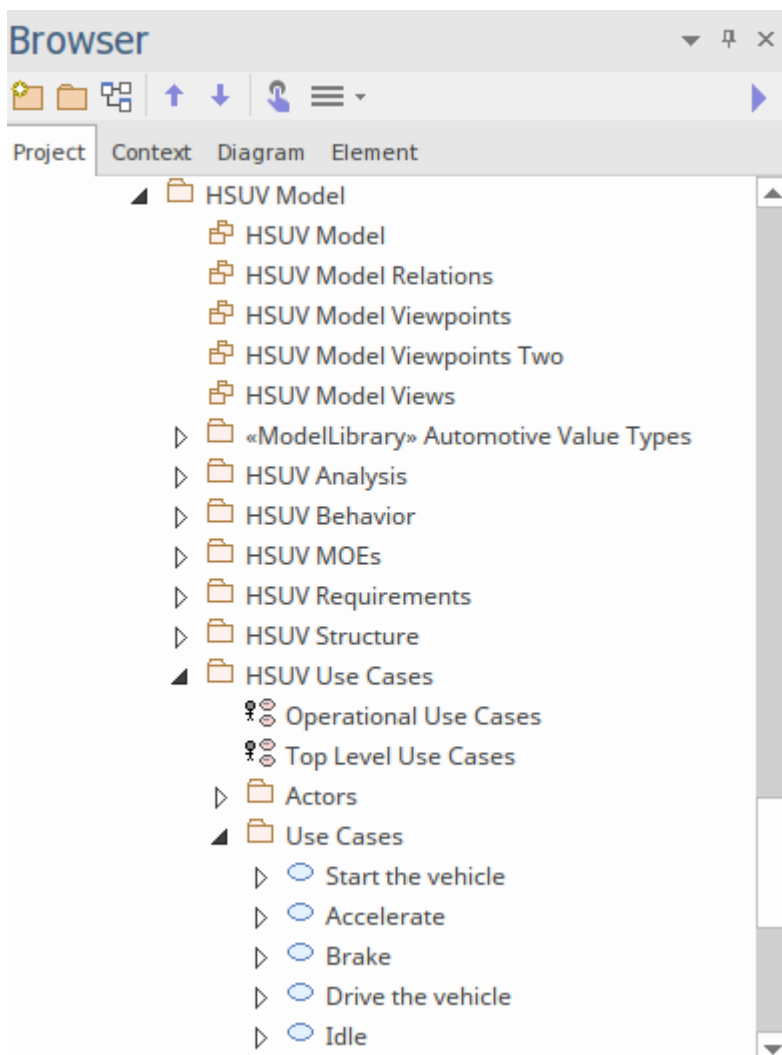 Browser
Project Context Diagram Element
HSUV Model
HSUV Model
HSUV Model Relations
HSUV Model Viewpoints
HSUV Model Viewpoints Two
HSUV Model Views
«ModelLibrary» Automotive Value Types
HSUV Analysis
HSUV Behavior
HSUV MOEs
HSUV Requirements
HSUV Structure
HSUV Use Cases
Operational Use Cases
Top Level Use Cases
Actors
Use Cases
Start the vehicle
Accelerate
Brake
Drive the vehicle
Idle